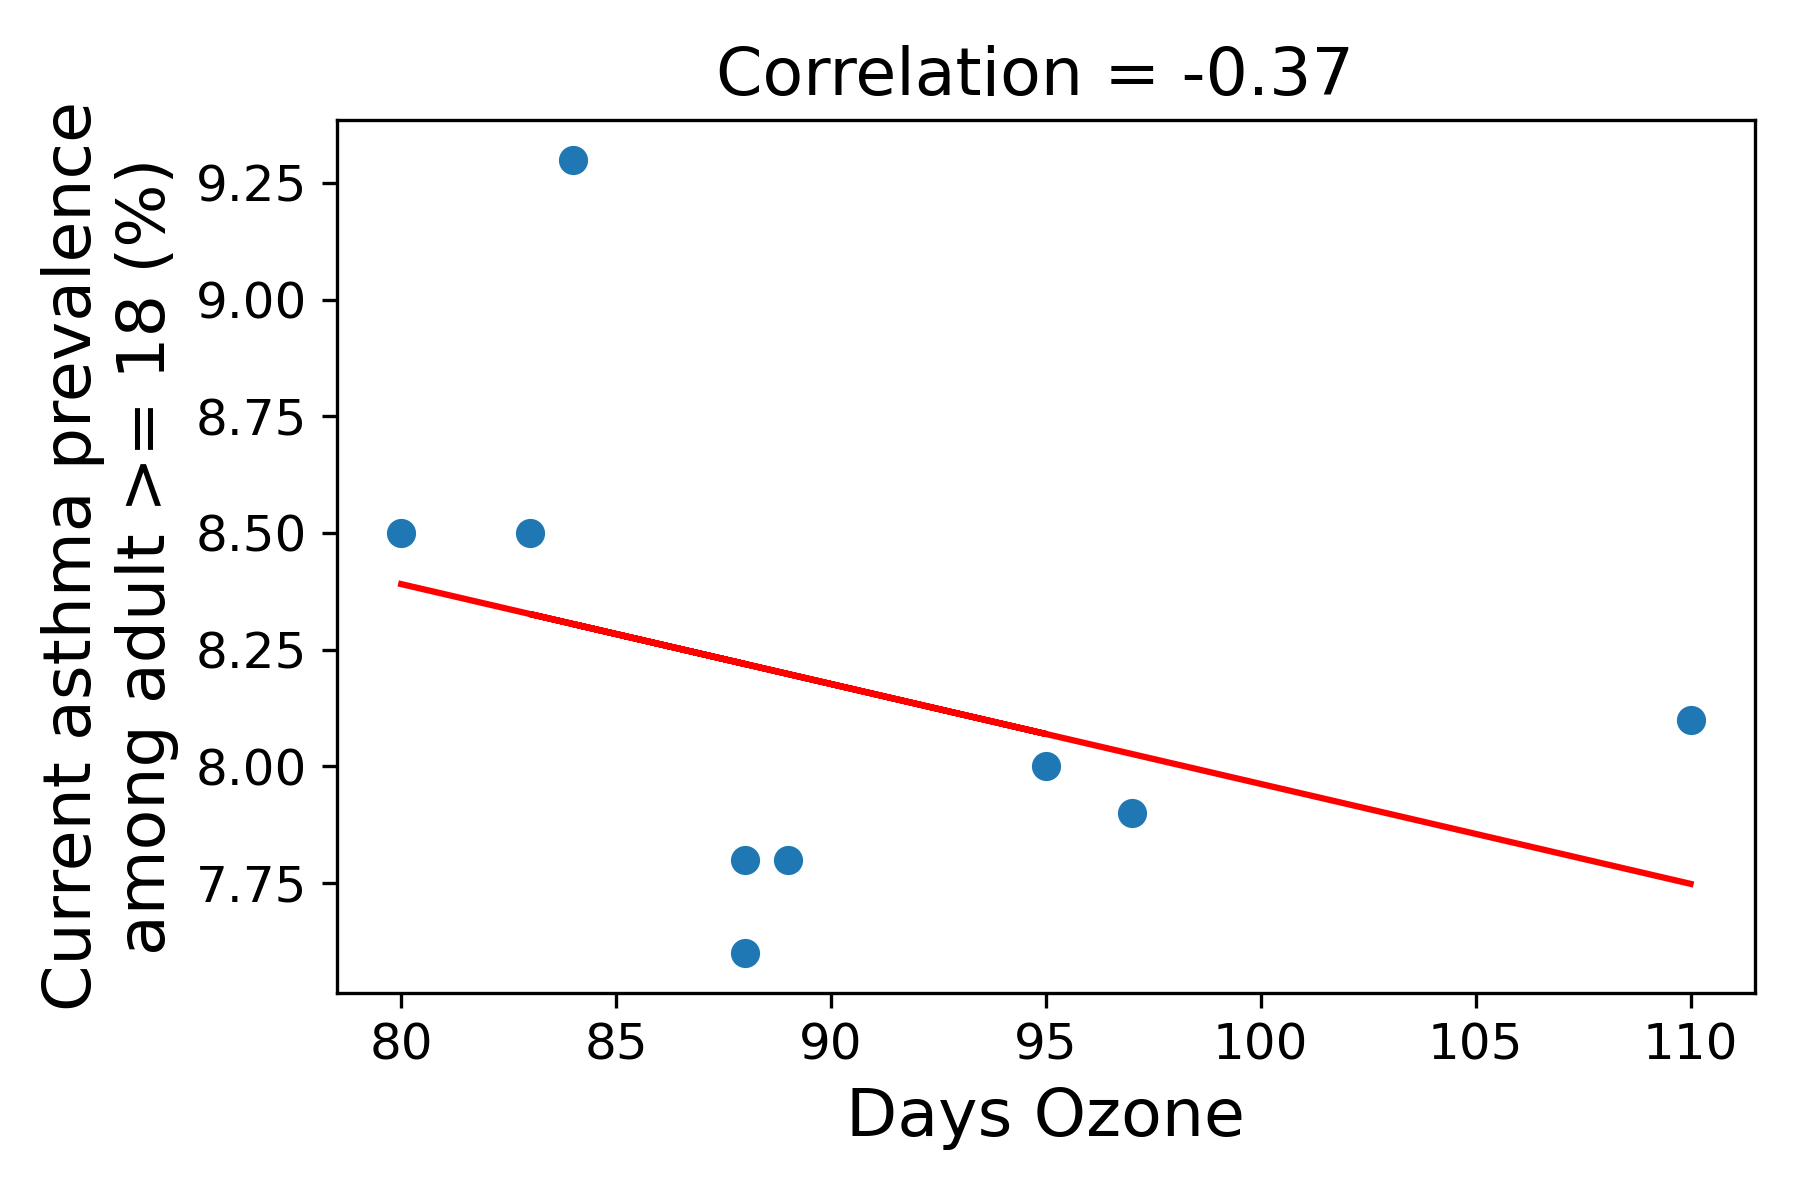 Correlation = -0.37
Current asthma prevalence
among adult >= 18 (%)
9.25
9.00
8.75
8.50
8.25
8.00
7.75
80 85 90 95 100 105 110
Days Ozone